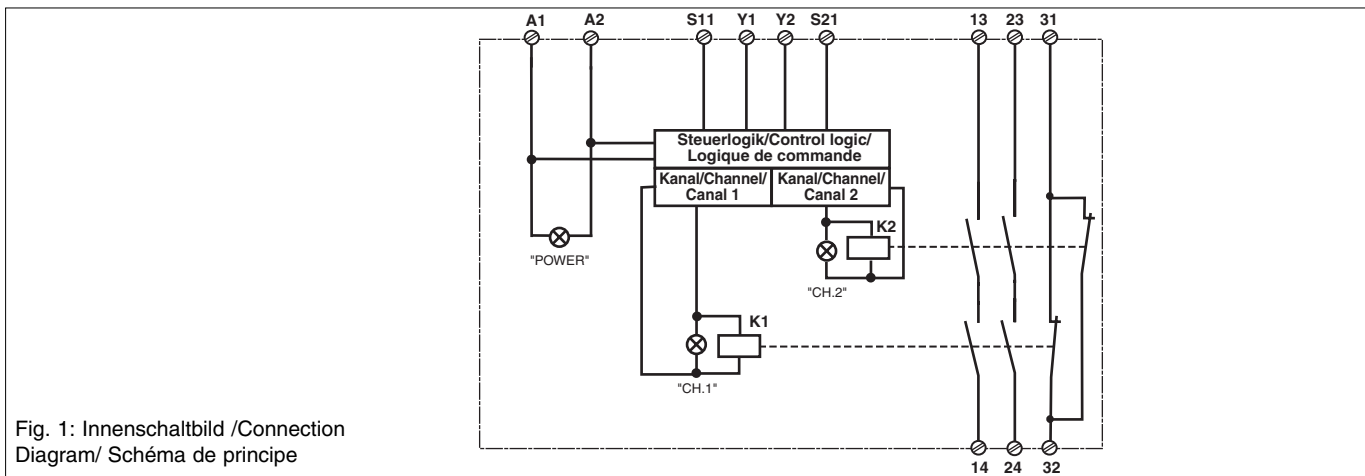 A1 A2 S11 Y1 Y2 S21 13 23 31
Steuerlogik/Control logic/
Logique de commande
Kanal/Channel/
Canal 1
Kanal/Channel/
Canal 2
K2
"POWER"
"CH.2"
K1
"CH.1"
Fig. 1: Innenschaltbild /Connection
Diagram/ Schéma de principe
14 24 32